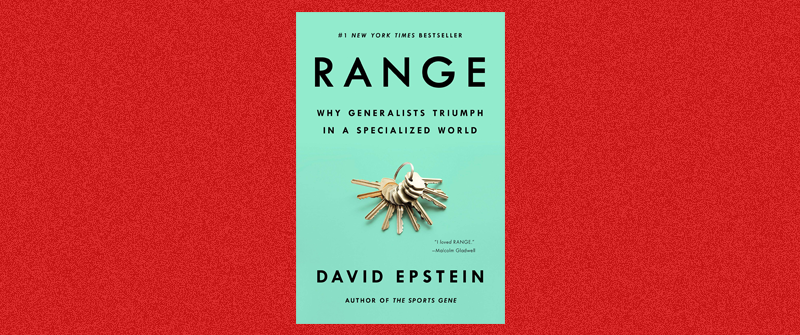 #1 NEW YORK TIMES BESTSELLER
RANGE
WHY GENERALISTS TRIUMPH
IN A SPECIALIZED WORLD
"I loved RANGE."
—Malcolm Gladwell
DAVID EPSTEIN
AUTHOR OF THE SPORTS GENE